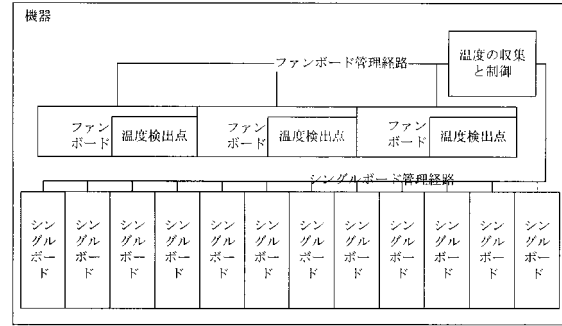 機器
温度の収集
と制御
ファンボード管理経路
ファン
ボード
温度検出点
ファン
ボード
温度検出点
ファン
ボード
温度検出点
シングルボード管理経路
シングルボード
シングルボード
シングルボード
シングルボード
シングルボード
シングルボード
シングルボード
シングルボード
シングルボード
シングルボード
シングルボード
シングルボード